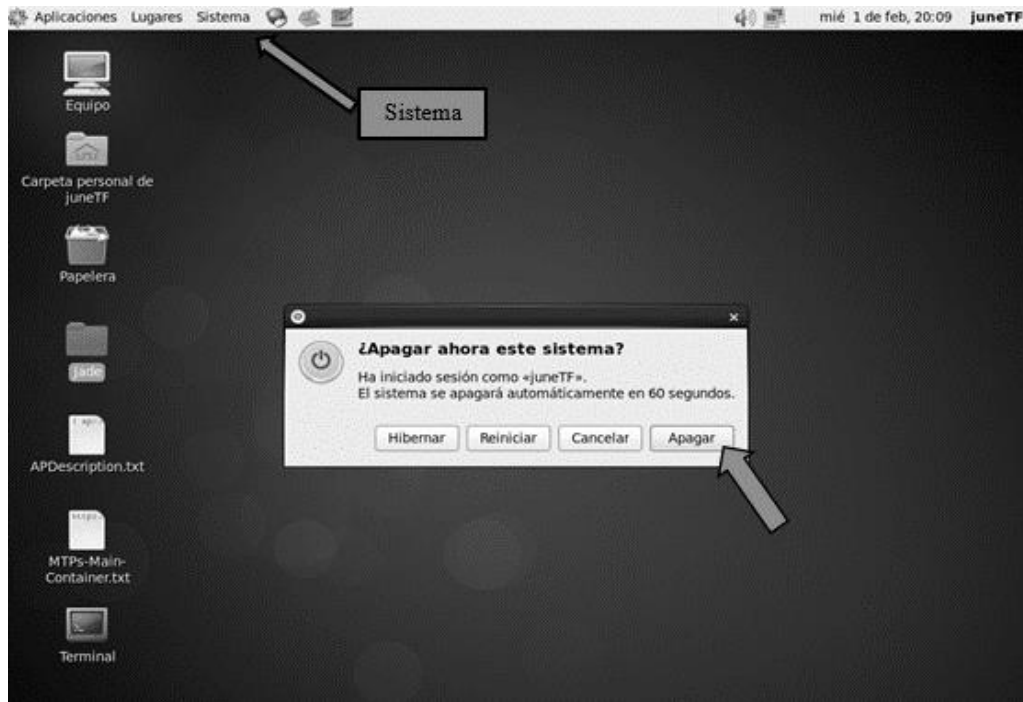 Aplicaciones Lugares Sistema
mié 1 de feb, 20:09 juneTF
Sistema
Equipo
Carpeta personal de
juneTF
Papelera
jade
APDescription.txt
MTPs-Main-
Container.txt
Terminal
¿Apagar ahora este sistema?
Ha iniciado sesión como «juneTF».
El sistema se apagará automáticamente en 60 segundos.
Hibernar Reiniciar Cancelar Apagar